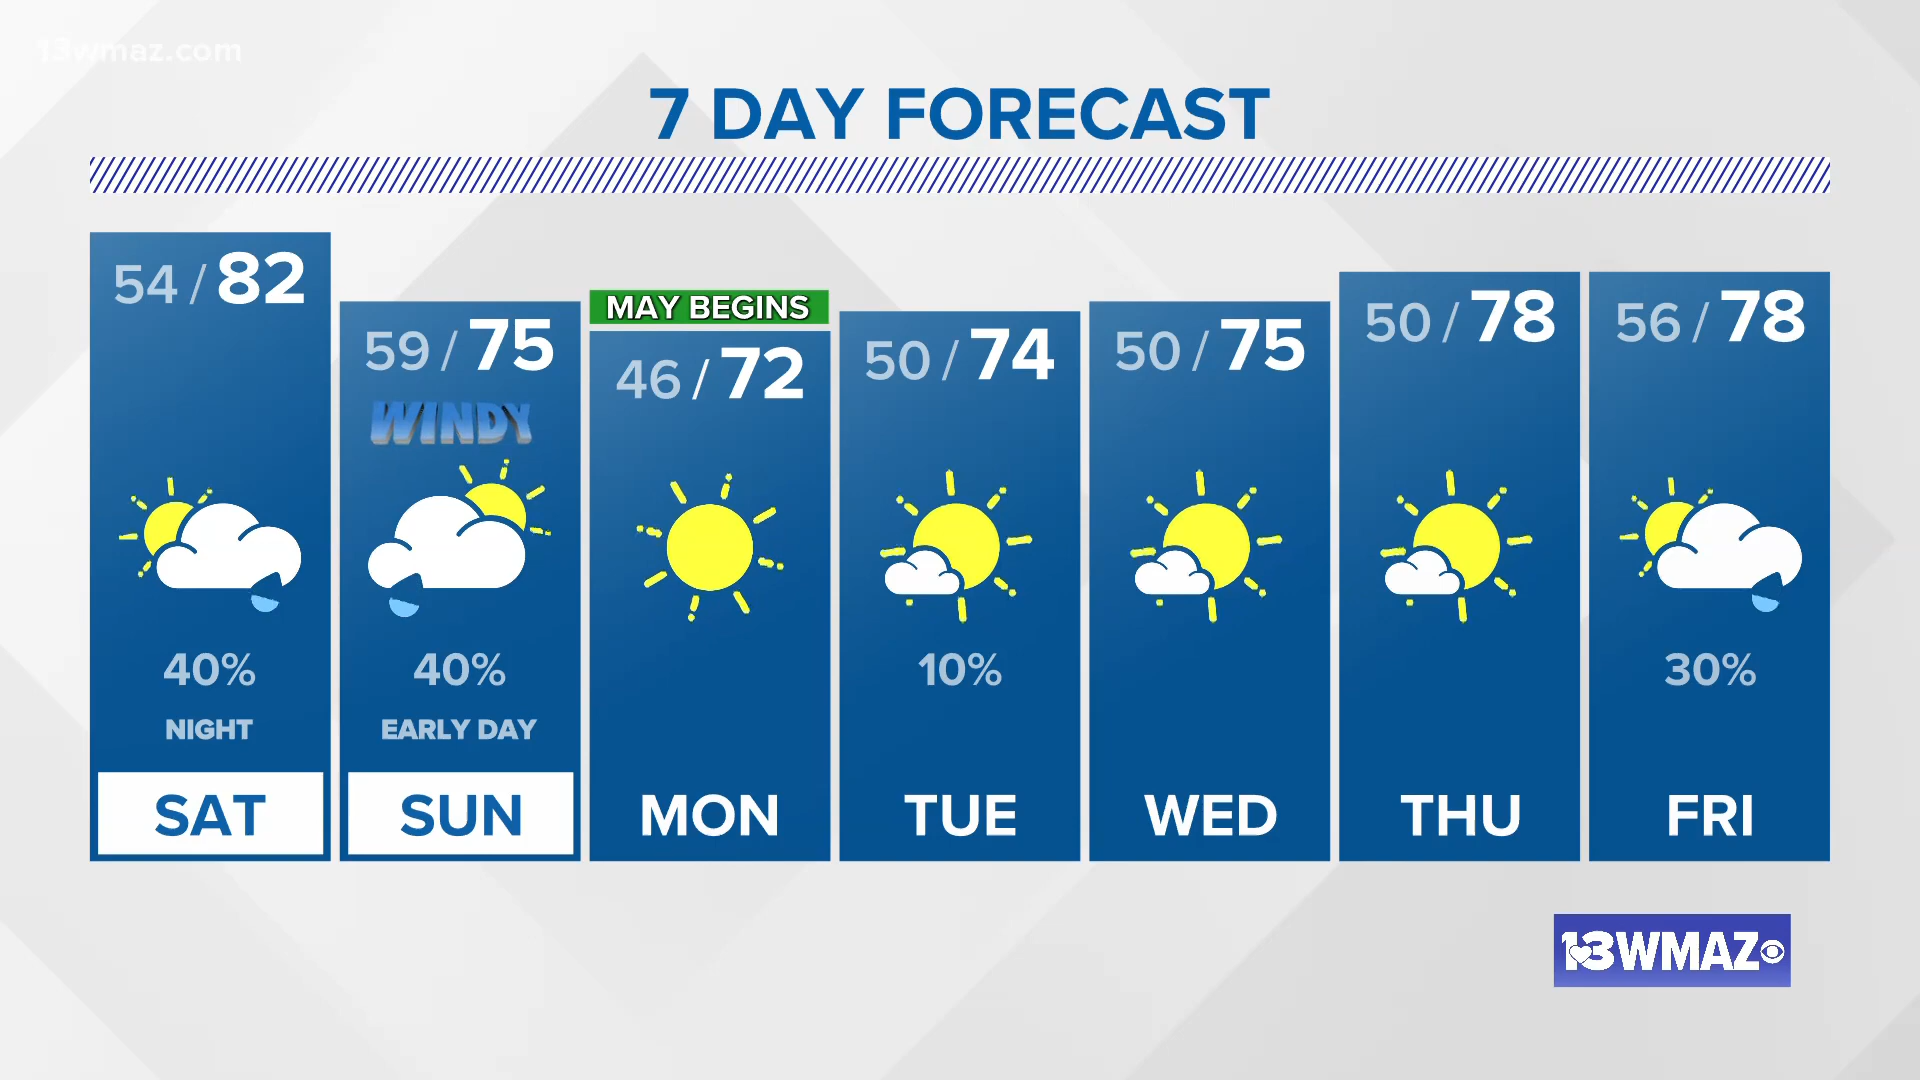 13wmaz.com
7 DAY FORECAST
54 / 82
40%
NIGHT
SAT
59 / 75
WINDY
40%
EARLY DAY
SUN
MAY BEGINS
46 / 72
MON
50 / 74
10%
TUE
50 / 75
WED
50 / 78
THU
56 / 78
30%
FRI
13WMAZ